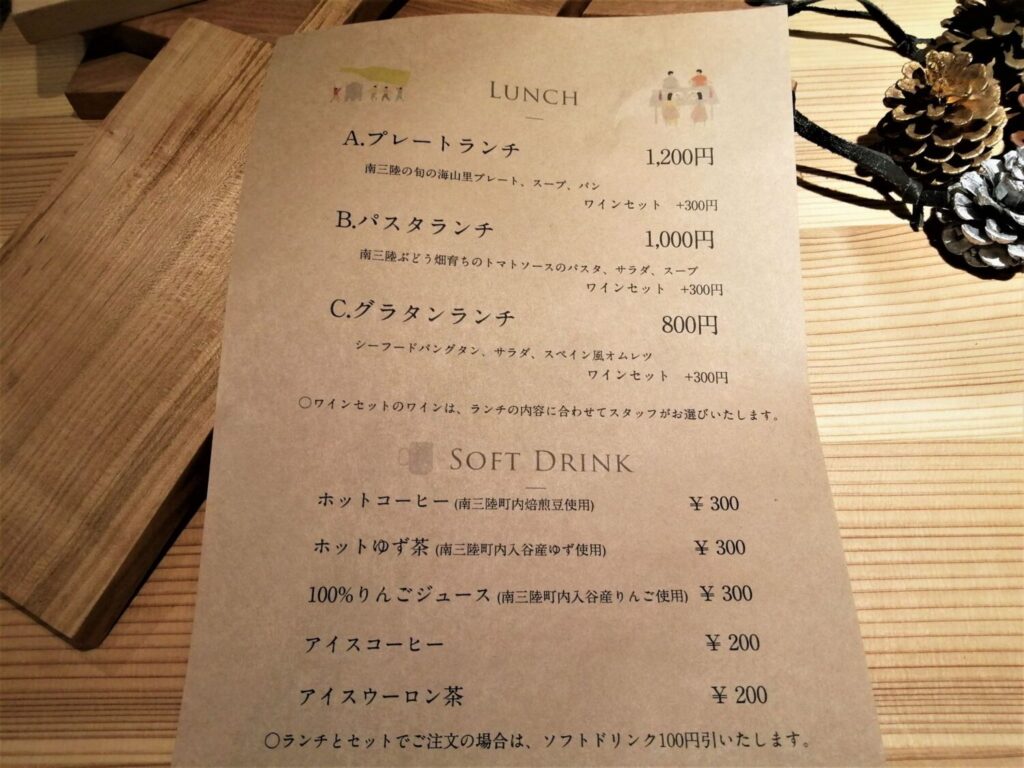 LUNCH
A.プレートランチ 1,200円
南三陸の旬の海山里プレート、スープ、パン
ワインセット +300円
B.パスタランチ 1,000円
南三陸ぶどう畑育ちのトマトソースのパスタ、サラダ、スープ
ワインセット +300円
C.グラタンランチ 800円
シーフードパングタン、サラダ、スペイン風オムレツ
ワインセット +300円
〇ワインセットのワインは、ランチの内容に合わせてスタッフがお選びいたします。
SOFT DRINK
ホットコーヒー(南三陸町内焙煎豆使用) ￥300
ホットゆず茶(南三陸町内入谷産ゆず使用) ￥300
100%りんごジュース(南三陸町内入谷産りんご使用) ￥300
アイスコーヒー ￥200
アイスウーロン茶 ￥200
〇ランチとセットでご注文の場合は、ソフトドリンク100円引いたします。